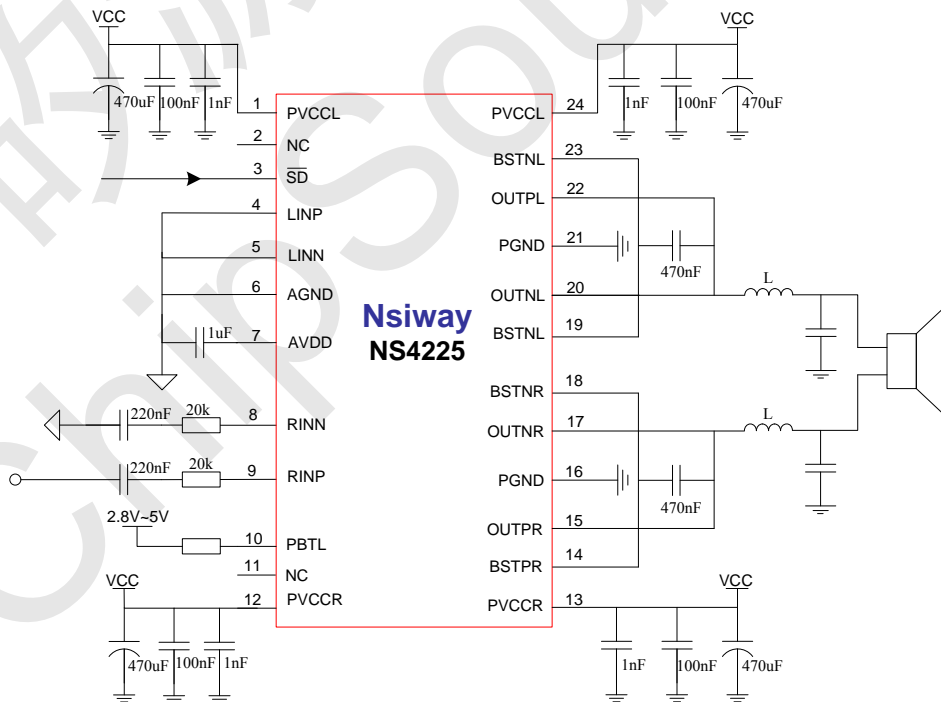 VCC
VCC
470uF
100nF
1nF
1nF
100nF
470uF
1
PVCCL
PVCCL
24
2
NC
BSTNL
23
3
SD
OUTPL
22
4
LINP
PGND
21
5
LINN
470nF
6
AGND
OUTNL
20
L
1uF
7
AVDD
BSTNL
19
Nsiway
NS4225
BSTNR
18
220nF
20k
8
RINN
OUTNR
17
L
220nF
20k
9
RINP
PGND
16
470nF
2.8V~5V
OUTPR
15
10
PBTL
BSTPR
14
11
NC
VCC
VCC
12
PVCCR
PVCCR
13
470uF
100nF
1nF
1nF
100nF
470uF